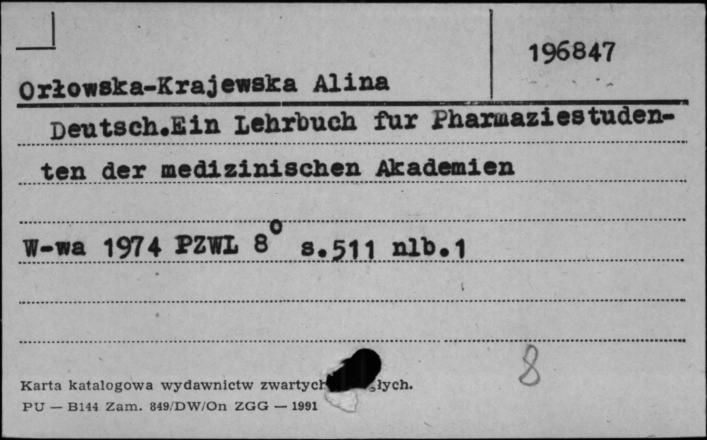 196847
Orłowska-Krajewska Alina
Deutsch.Ein Lehrbuch fur Pharmaziestuden-
ten der medizinischen Akademien
W-wa 1974 PZWL 8° s.511 nlb.1
8
Karta katalogowa wydawnictw
PU — B144 Zam. 849/DW/On ZGG — 1991